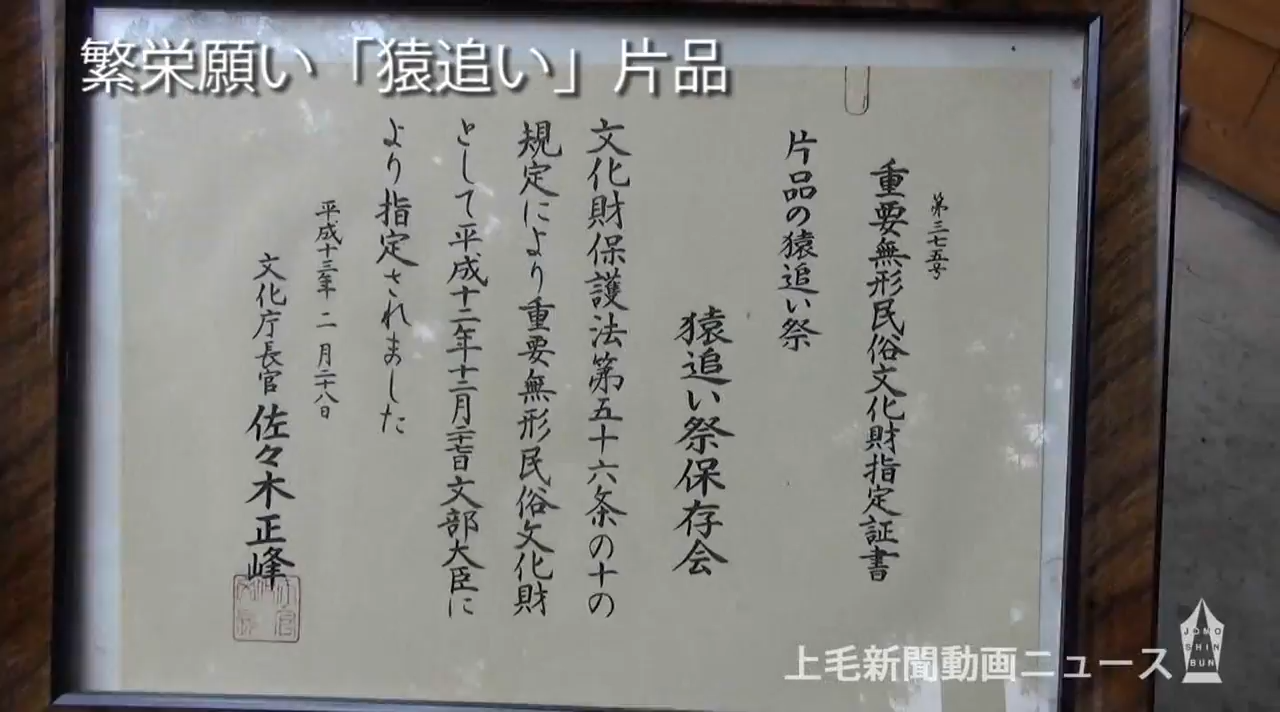 繁栄願い「猿追い」片品
第三七五号
重要無形民俗文化財指定証書
片品の猿追い祭
猿追い祭保存会
文化財保護法第五十六条の十の
規定により重要無形民俗文化財
として平成十二年十二月二十七日文部大臣に
より指定されました
平成十三年 二月二十八日
文化庁長官 佐々木正峰
上毛新聞動画ニュース
JOMO
SHIN
BUN